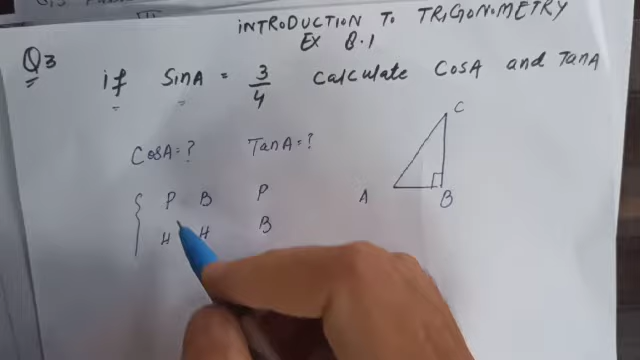 INTRODUCTION TO TRIGONOMETRY
EX 8.1
Q3 if SinA = 3/4 Calculate CosA and TanA
CosA=? TanA=?
P B P
H H B
A B C